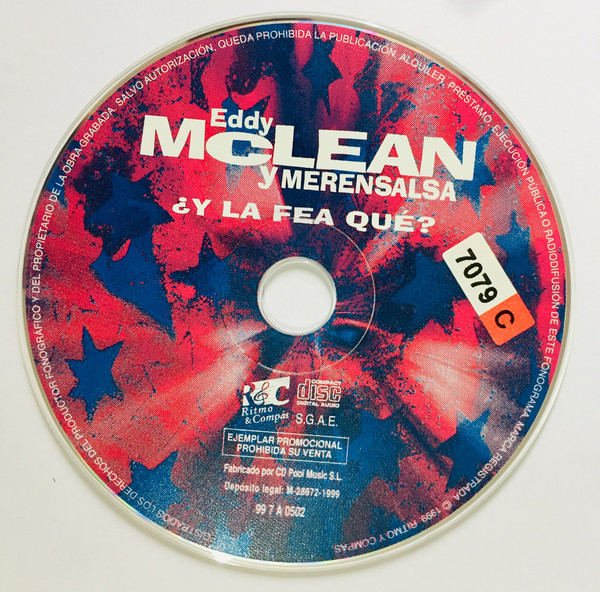 Eddy
MCLEAN
y MERENSALSA
¿Y LA FEA QUÉ?
7079 C
R&C
Ritmo
& Compás
COMPACT
disc
DIGITAL AUDIO
S.G.A.E.
EJEMPLAR PROMOCIONAL
PROHIBIDA SU VENTA
Fabricado por CD Pool Music S.L.
Depósito legal: M-28672-1999
99 7 A 0502
REGISTRADOS LOS DERECHOS DEL PRODUCTOR FONOGRÁFICO Y DEL PROPIETARIO DE LA OBRA GRABADA. SALVO AUTORIZACIÓN, QUEDA PROHIBIDA LA PUBLICACIÓN, ALQUILER, PRÉSTAMO, EJECUCIÓN PÚBLICA O RADIODIFUSIÓN DE ESTE FONOGRAMA. MARCA REGISTRADA © 1999. RITMO Y COMPÁS.